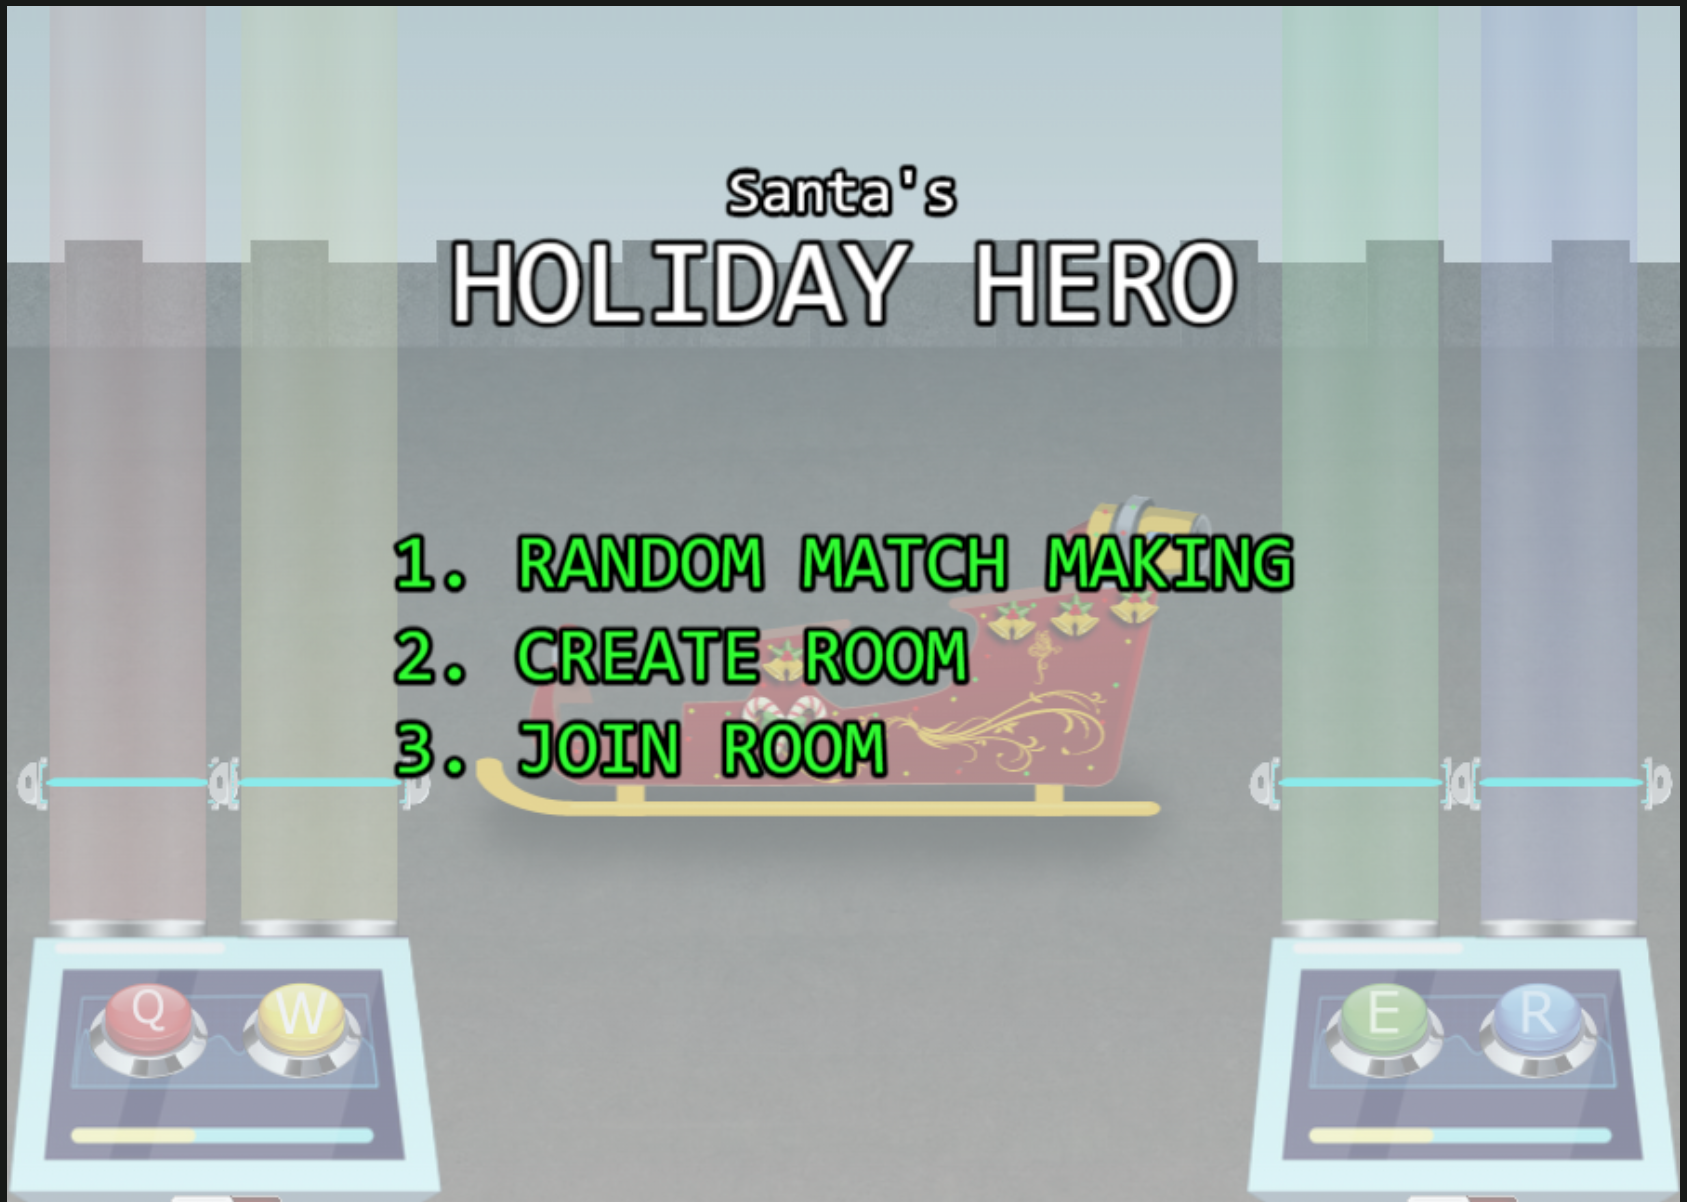 Santa's
HOLIDAY HERO
1. RANDOM MATCH MAKING
2. CREATE ROOM
3. JOIN ROOM
Q W E R